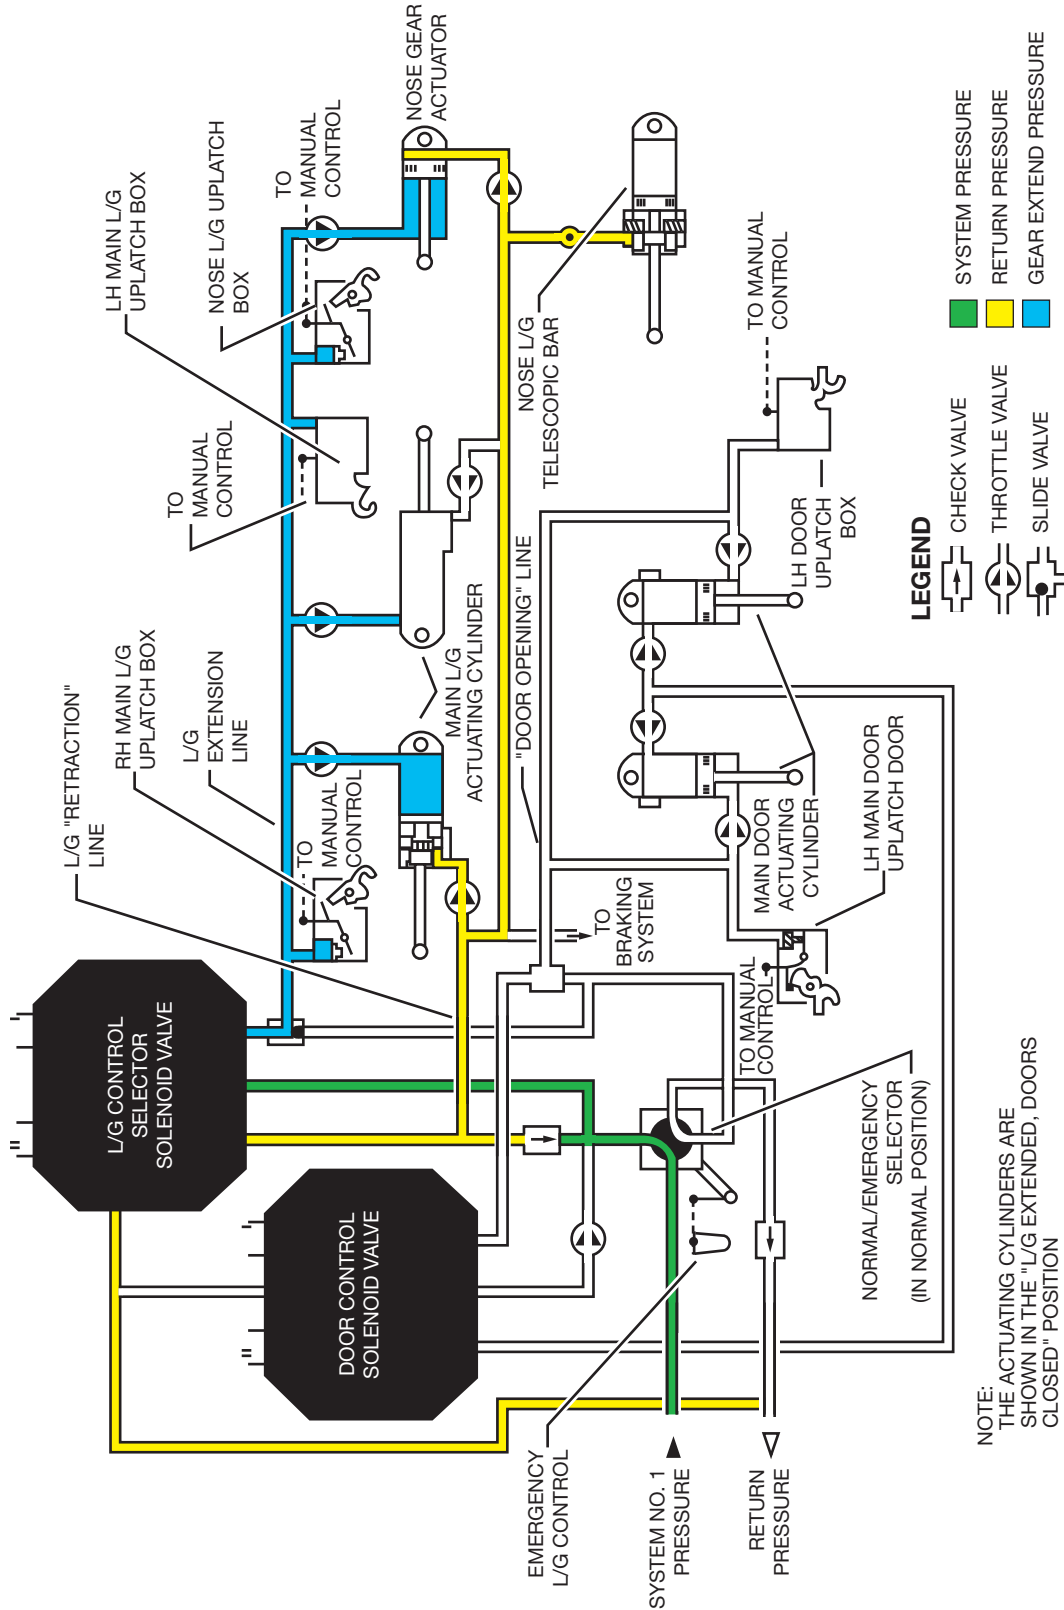 L/G "RETRACTION"
LINE
RH MAIN L/G
UPLATCH BOX
L/G
EXTENSION
LINE
TO
MANUAL
CONTROL
LH MAIN L/G
UPLATCH BOX
TO
MANUAL
CONTROL
NOSE L/G UPLATCH
BOX
TO
MANUAL
CONTROL
NOSE GEAR
ACTUATOR
L/G CONTROL
SELECTOR
SOLENOID VALVE
DOOR CONTROL
SOLENOID VALVE
MAIN L/G
ACTUATING CYLINDER
"DOOR OPENING" LINE
NOSE L/G
TELESCOPIC BAR
TO
BRAKING
SYSTEM
TO MANUAL
CONTROL
MAIN DOOR
ACTUATING
CYLINDER
LH DOOR
UPLATCH
BOX
TO MANUAL
CONTROL
LH MAIN DOOR
UPLATCH DOOR
EMERGENCY
L/G CONTROL
SYSTEM NO. 1
PRESSURE
RETURN
PRESSURE
NORMAL/EMERGENCY
SELECTOR
(IN NORMAL POSITION)
NOTE:
THE ACTUATING CYLINDERS ARE
SHOWN IN THE "L/G EXTENDED, DOORS
CLOSED" POSITION
LEGEND
CHECK VALVE
THROTTLE VALVE
SLIDE VALVE
SYSTEM PRESSURE
RETURN PRESSURE
GEAR EXTEND PRESSURE